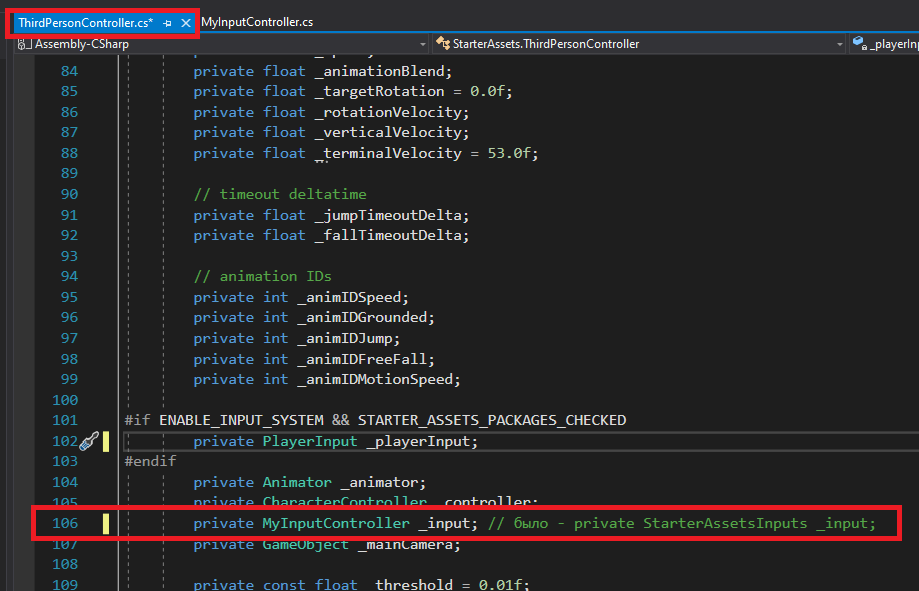 ThirdPersonController.cs* MyInputController.cs
Assembly-CSharp StarterAssets.ThirdPersonController _playerInp
84 private float _animationBlend;
85 private float _targetRotation = 0.0f;
86 private float _rotationVelocity;
87 private float _verticalVelocity;
88 private float _terminalVelocity = 53.0f;
89
90 // timeout deltatime
91 private float _jumpTimeoutDelta;
92 private float _fallTimeoutDelta;
93
94 // animation IDs
95 private int _animIDSpeed;
96 private int _animIDGrounded;
97 private int _animIDJump;
98 private int _animIDFreeFall;
99 private int _animIDMotionSpeed;
100
101 #if ENABLE_INPUT_SYSTEM && STARTER_ASSETS_PACKAGES_CHECKED
102 private PlayerInput _playerInput;
103 #endif
104 private Animator _animator;
105 private CharacterController _controller;
106 private MyInputController _input; // было - private StarterAssetsInputs _input;
107 private GameObject _mainCamera;
108
109 private const float _threshold = 0.01f;